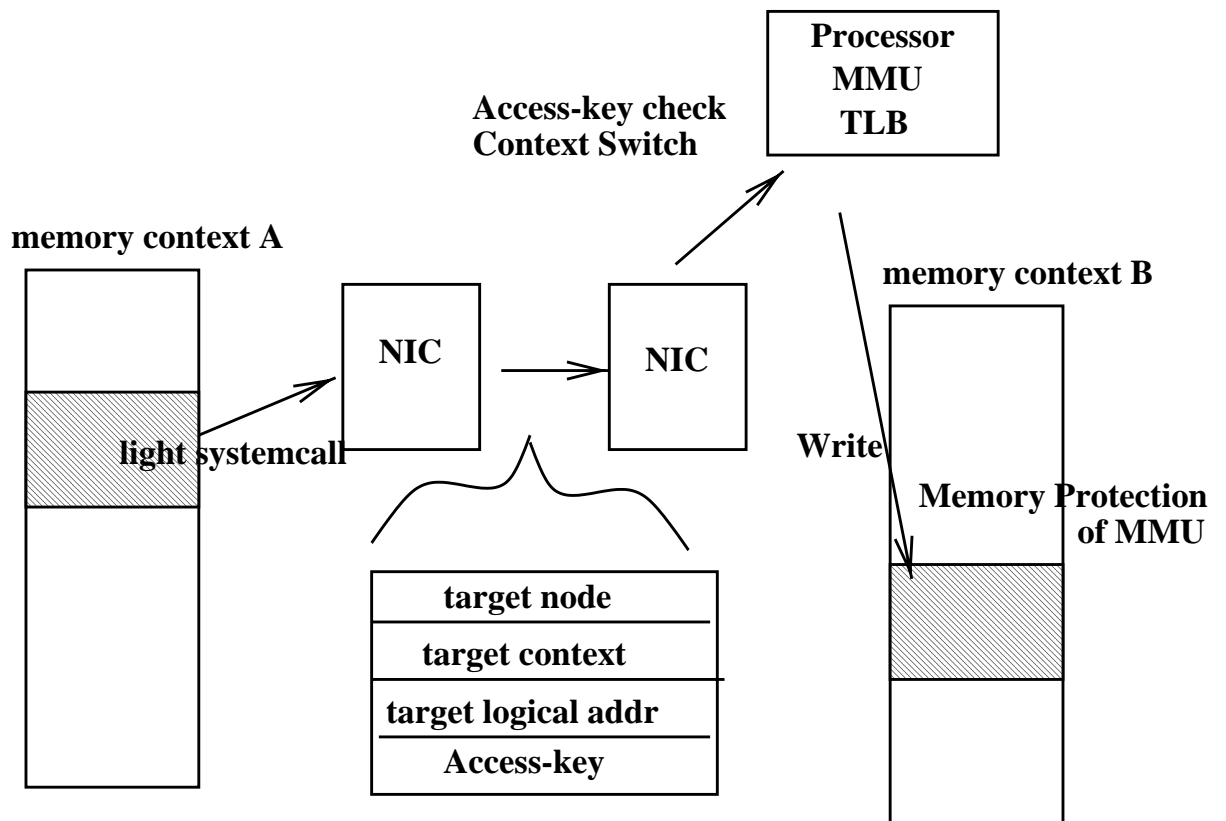 Processor
MMU
TLB
Access-key check
Context Switch
memory context A
memory context B
NIC
NIC
light systemcall
Write
Memory Protection
of MMU
target node
target context
target logical addr
Access-key